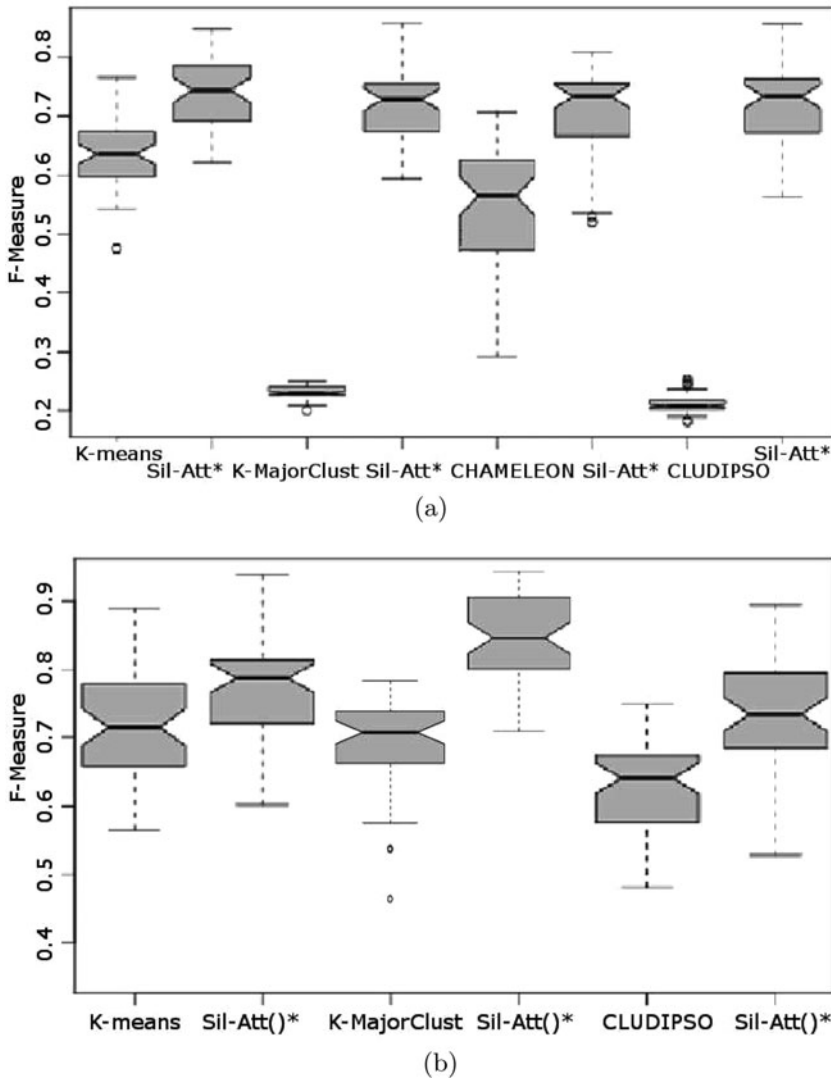 F-Measure
0.8
0.7
0.6
0.5
0.4
0.3
0.2
K-means Sil-Att* K-MajorClust Sil-Att* CHAMELEON Sil-Att* CLUDIPSO Sil-Att*
(a)
F-Measure
0.9
0.8
0.7
0.6
0.5
0.4
K-means Sil-Att()* K-MajorClust Sil-Att()* CLUDIPSO Sil-Att()*
(b)